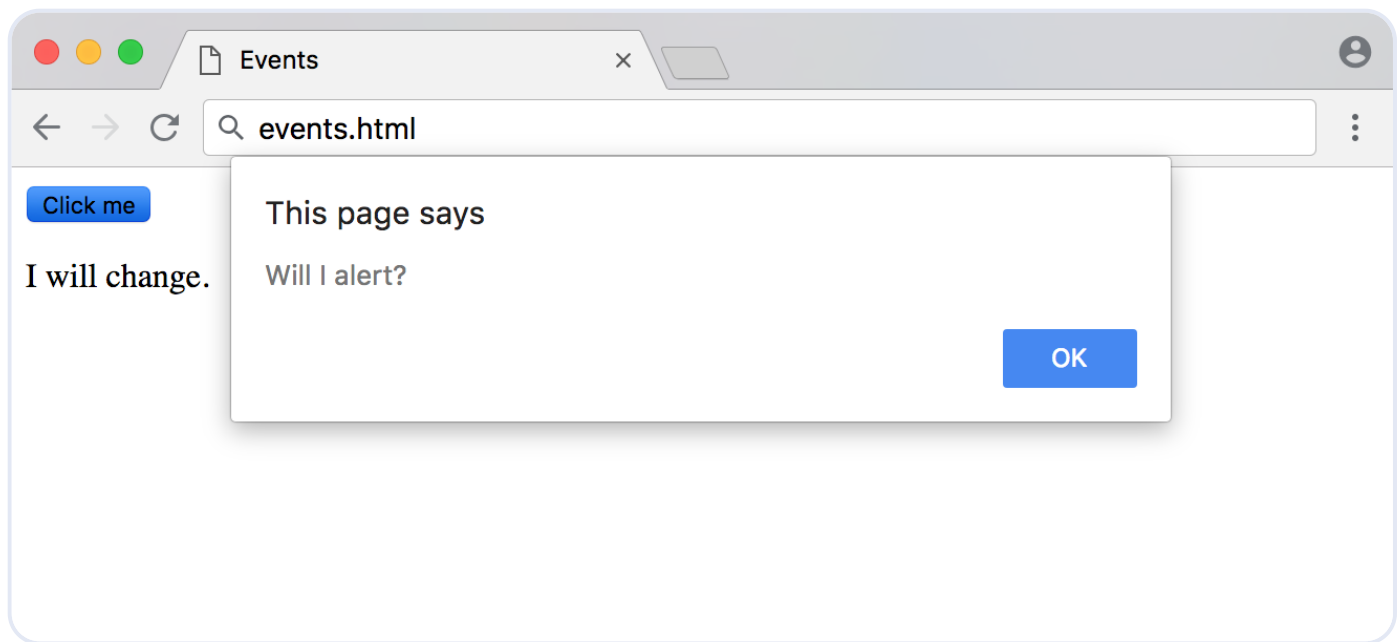 Events
events.html
Click me
This page says
I will change.
Will I alert?
OK